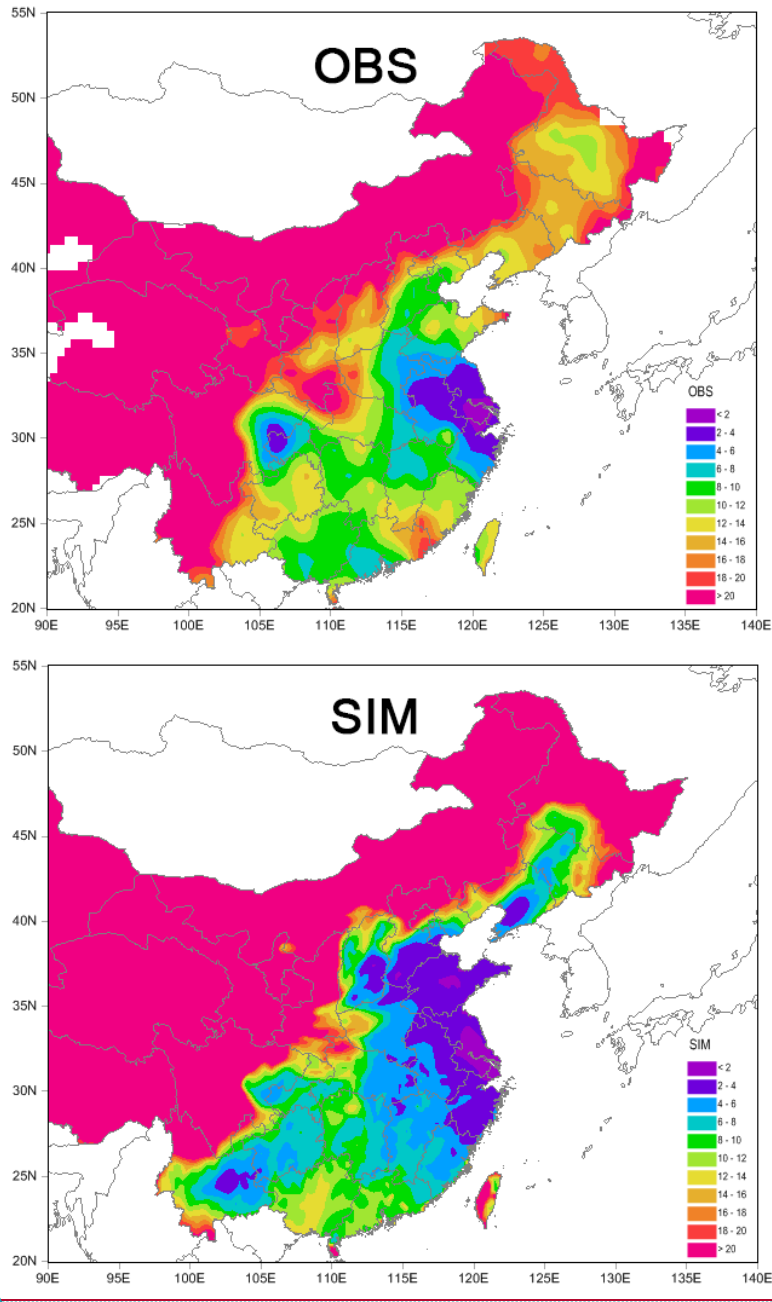 55N
OBS
50N
45N
40N
35N
30N
25N
20N
90E 95E 100E 105E 110E 115E 120E 125E 130E 135E 140E
OBS
< 2
2 - 4
4 - 6
6 - 8
8 - 10
10 - 12
12 - 14
14 - 16
16 - 18
18 - 20
> 20
55N
SIM
50N
45N
40N
35N
30N
25N
20N
90E 95E 100E 105E 110E 115E 120E 125E 130E 135E 140E
SIM
< 2
2 - 4
4 - 6
6 - 8
8 - 10
10 - 12
12 - 14
14 - 16
16 - 18
18 - 20
> 20